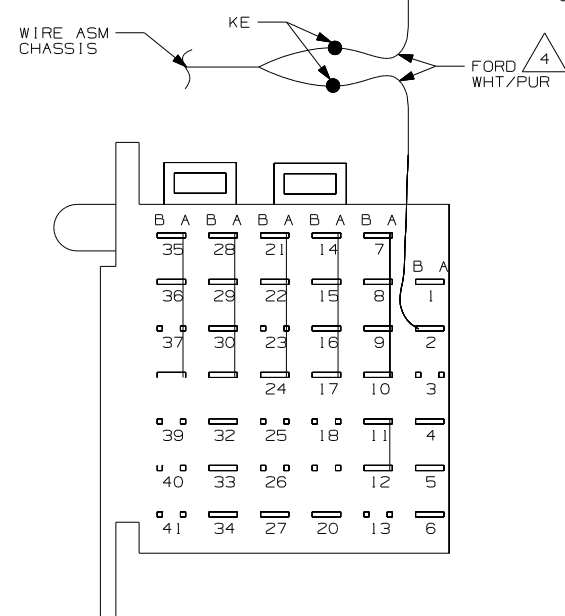 KE
WIRE ASM
CHASSIS
FORD 4
WHT/PUR
B A B A B A B A B A
35 28 21 14 7
B A
36 29 22 15 8 1
37 30 23 16 9 2
24 17 10 3
39 32 25 18 11 4
40 33 26 12 5
41 34 27 20 13 6